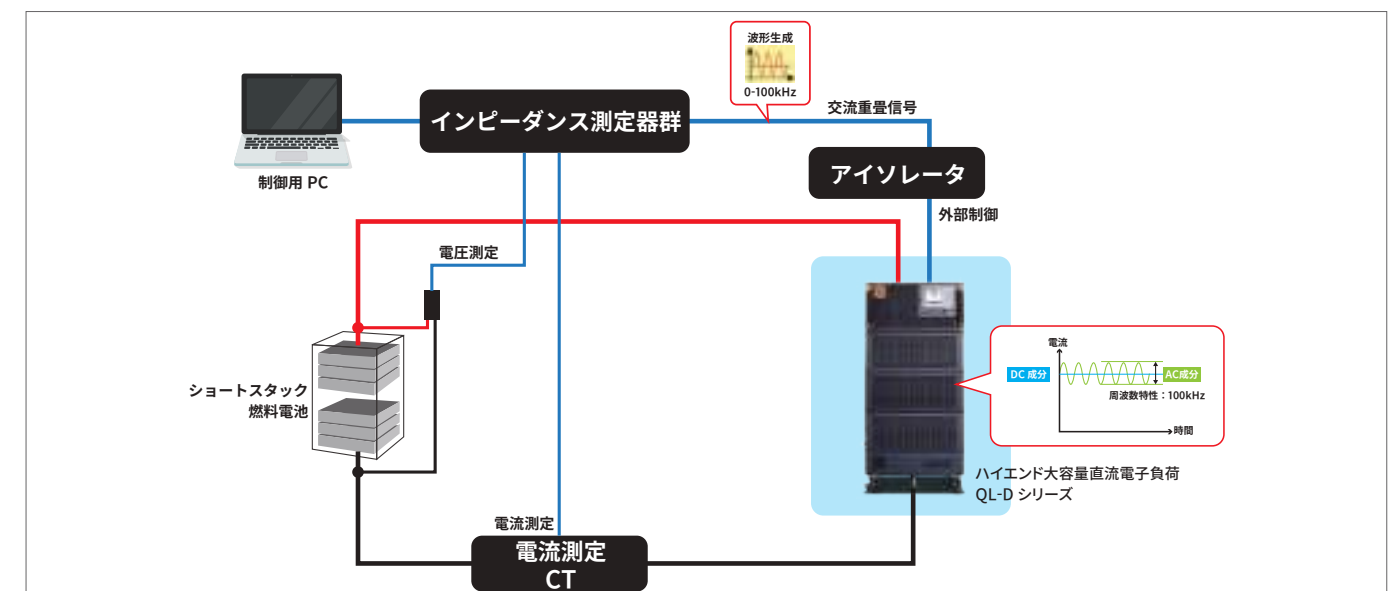 波形生成
0-100kHz
交流重畳信号
インピーダンス測定器群
制御用 PC
アイソレータ
外部制御
電圧測定
電流
DC 成分
AC成分
周波数特性：100kHz
時間
ショートスタック
燃料電池
ハイエンド大容量直流電子負荷
QL-D シリーズ
電流測定
電流測定
CT